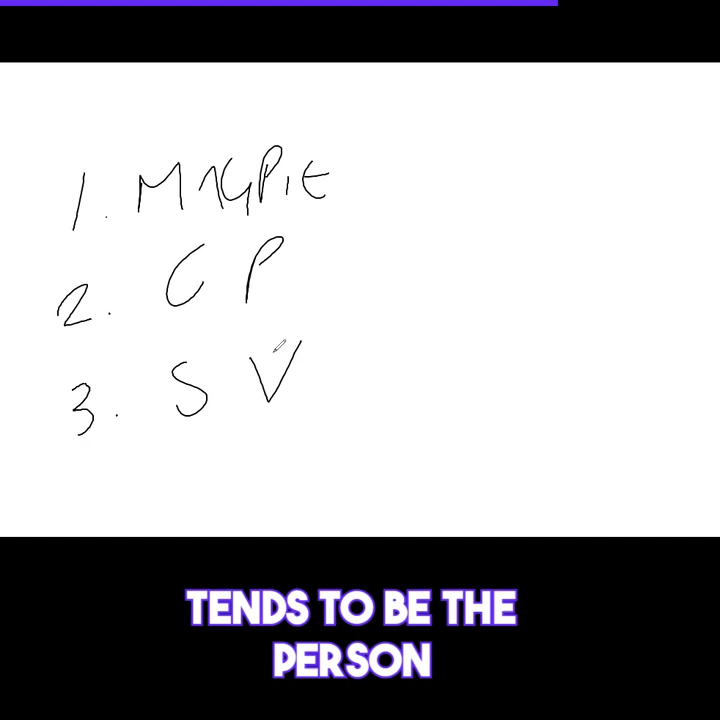 1. MAGPIE
2. C P
3. S V
TENDS TO BE THE
PERSON